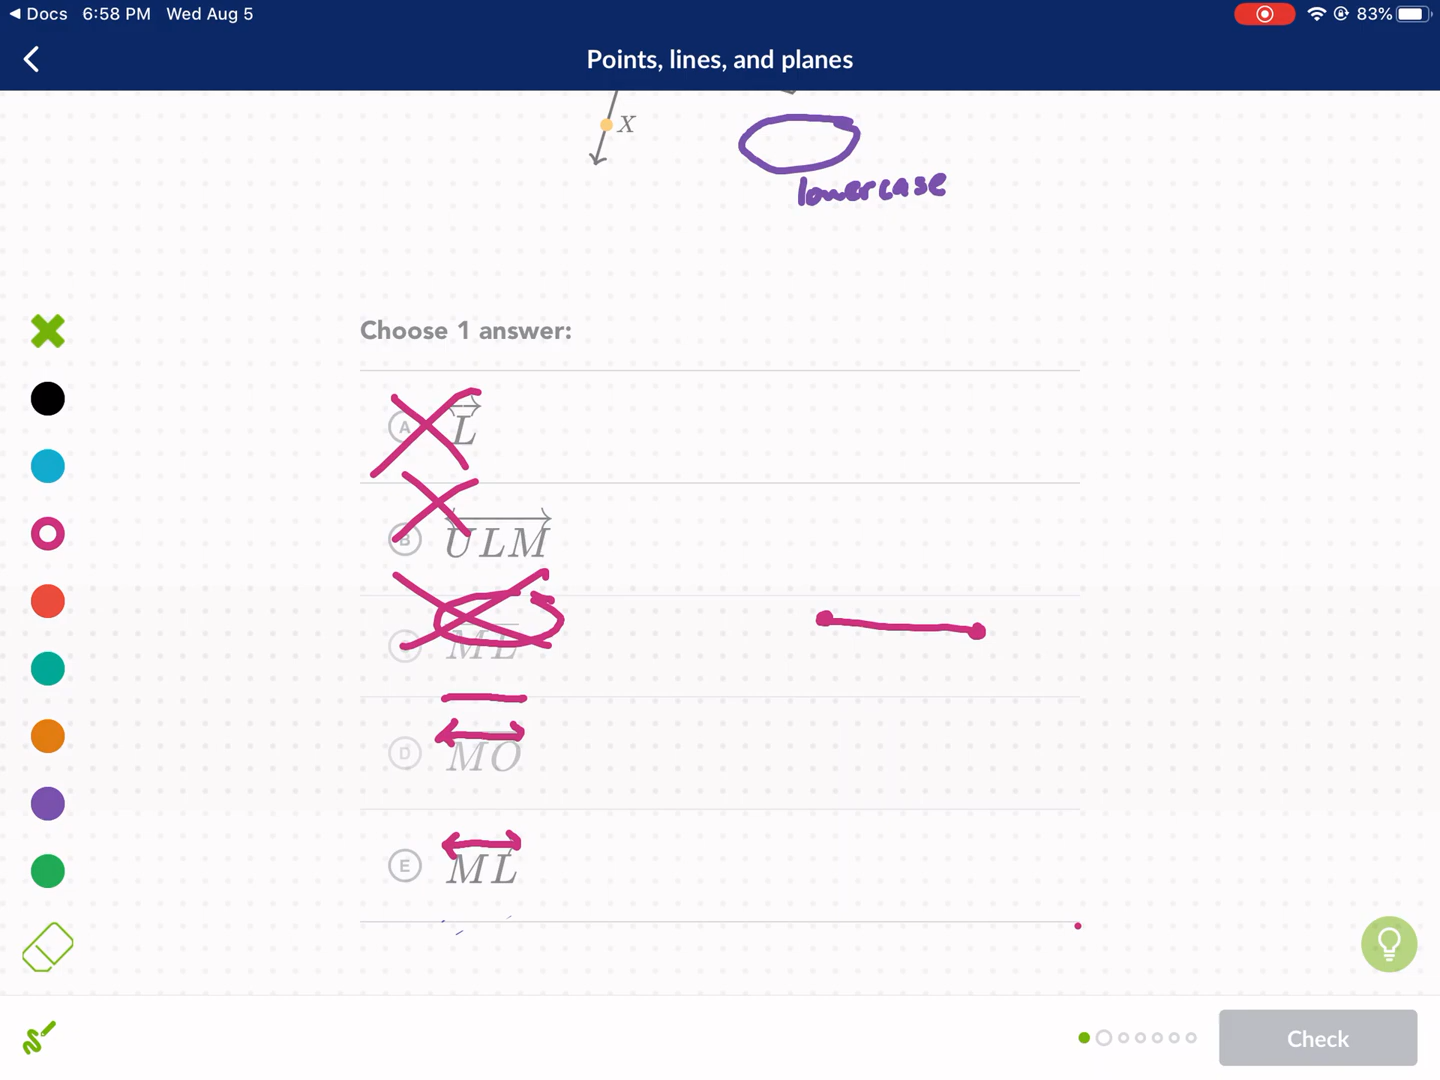 Docs 6:58 PM Wed Aug 5 83%
Points, lines, and planes
X
lowercase
Choose 1 answer:
A L
B ULM
C ML
D MO
E ML
Check